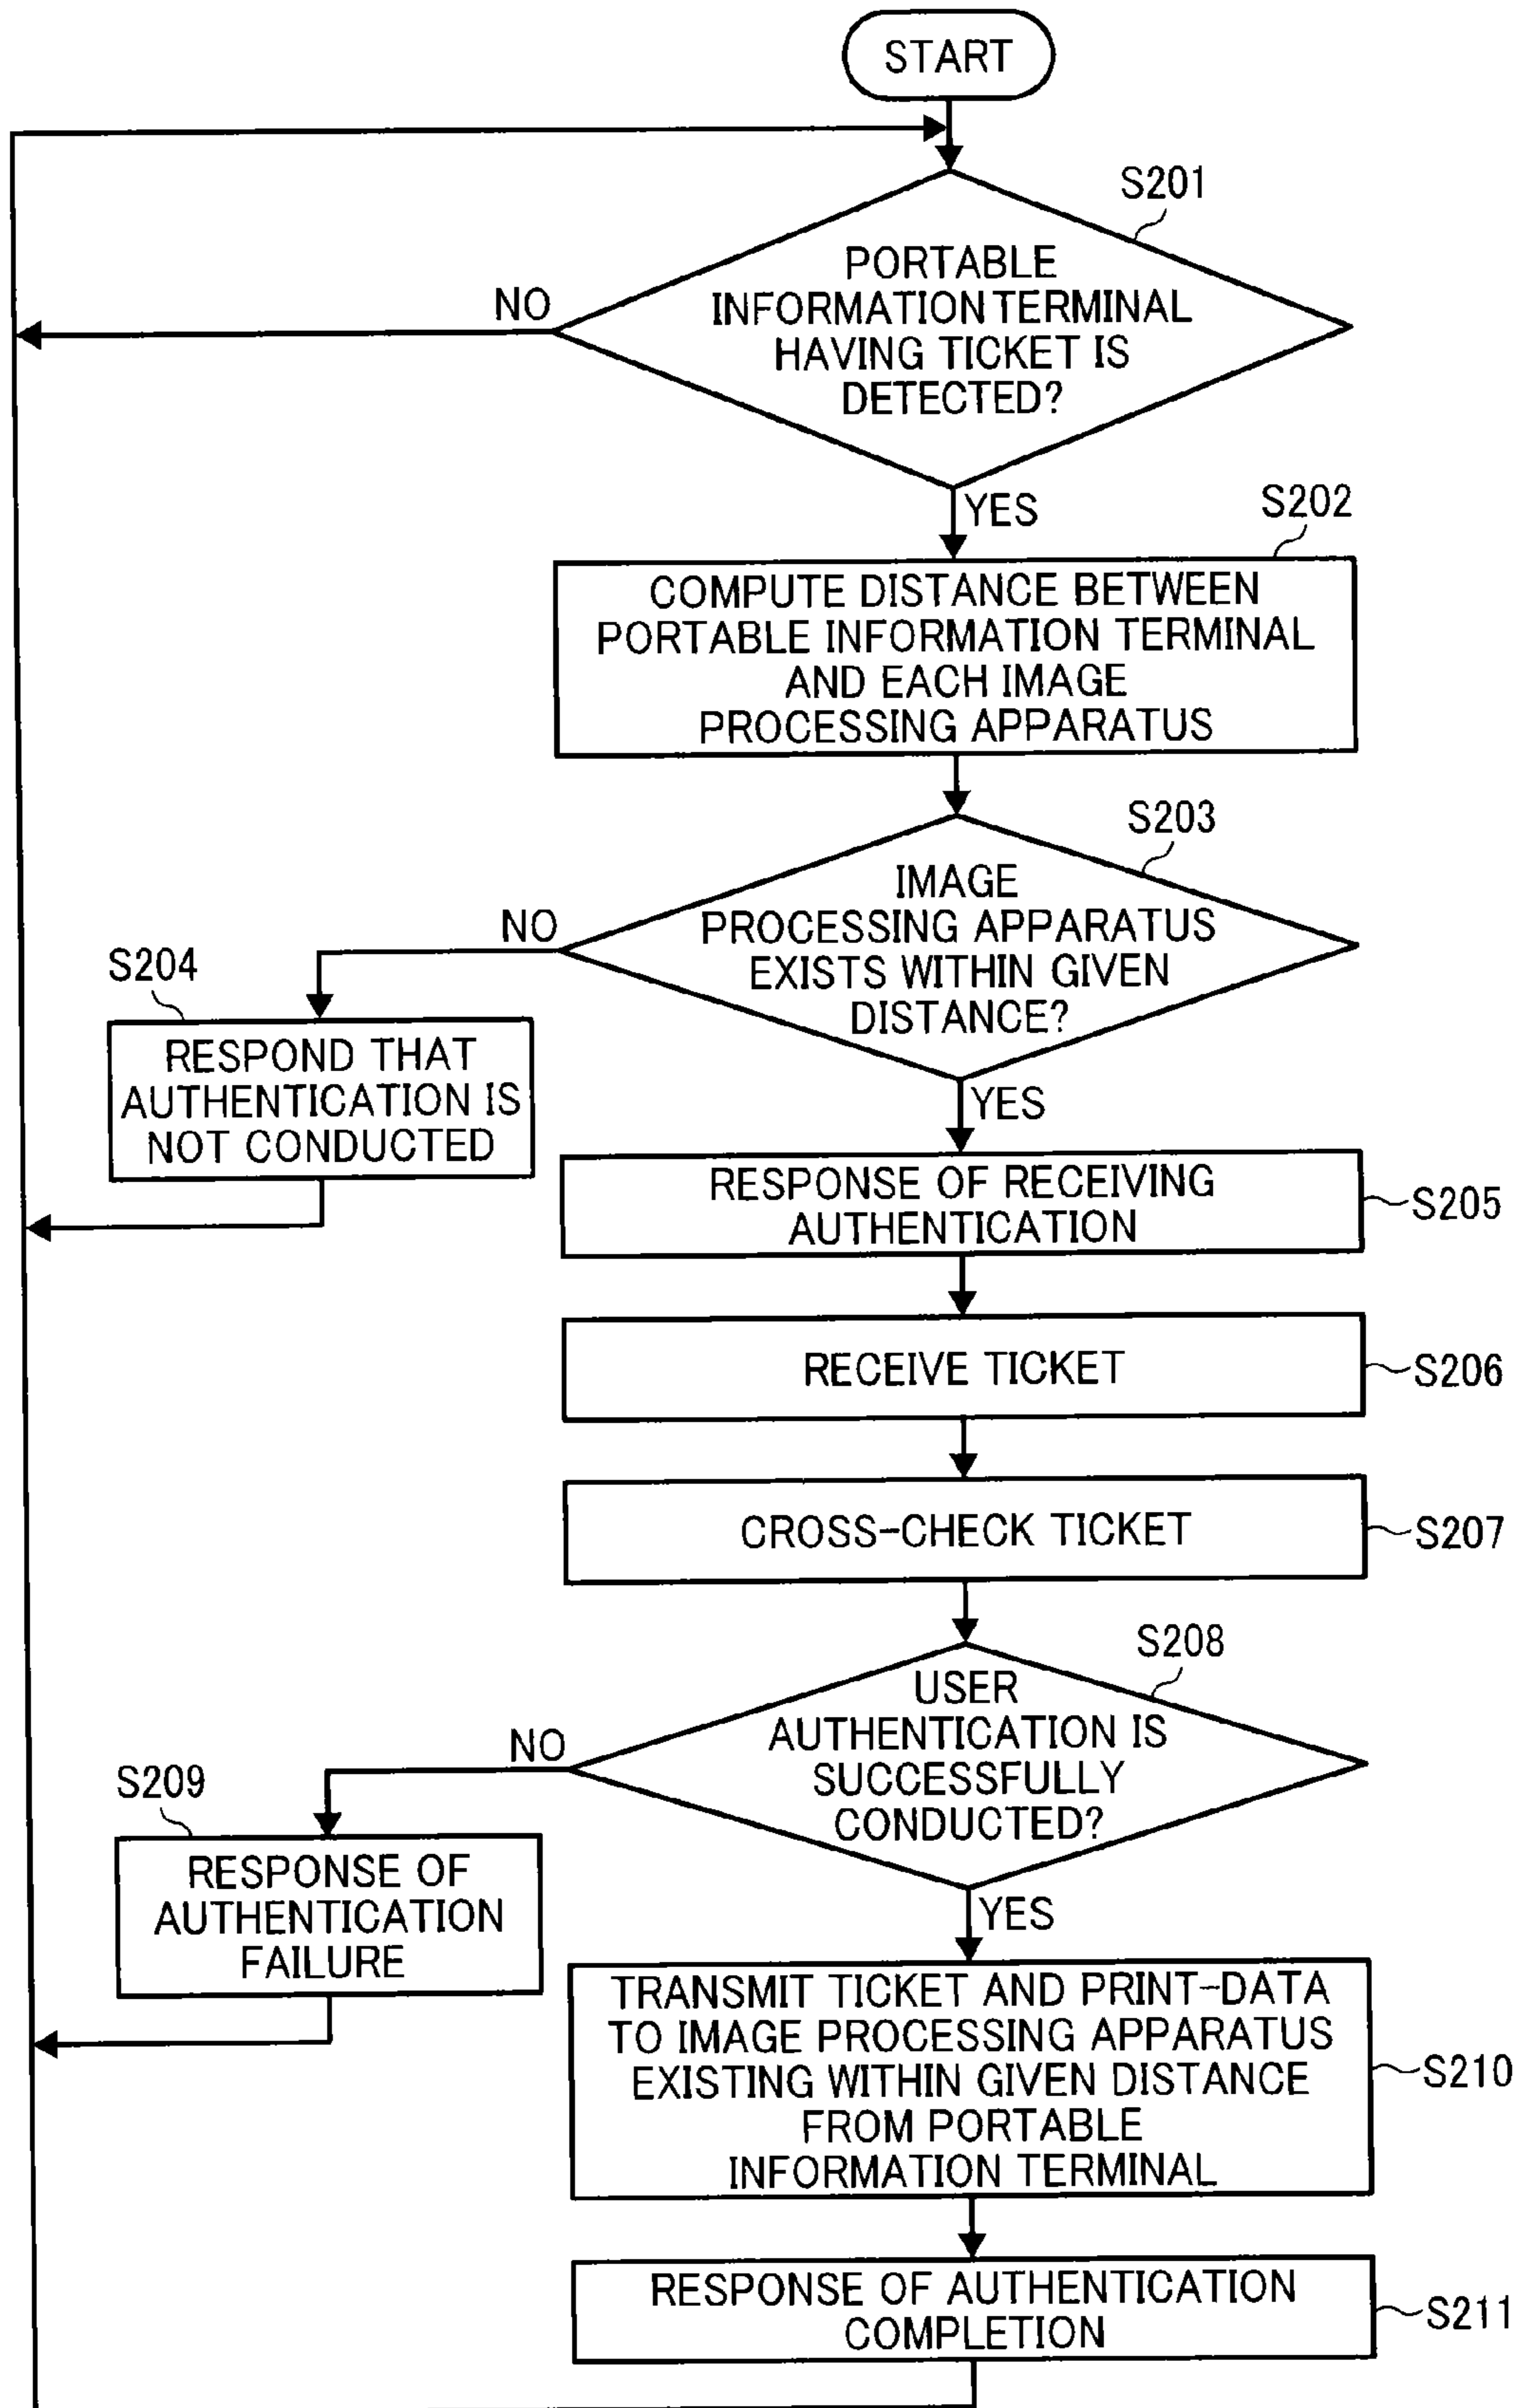 START
S201
PORTABLE
INFORMATION TERMINAL
HAVING TICKET IS
DETECTED?
NO
YES
S202
COMPUTE DISTANCE BETWEEN
PORTABLE INFORMATION TERMINAL
AND EACH IMAGE
PROCESSING APPARATUS
S203
IMAGE
PROCESSING APPARATUS
EXISTS WITHIN GIVEN
DISTANCE?
NO
S204
RESPOND THAT
AUTHENTICATION IS
NOT CONDUCTED
YES
RESPONSE OF RECEIVING
AUTHENTICATION
S205
RECEIVE TICKET
S206
CROSS-CHECK TICKET
S207
S208
USER
AUTHENTICATION IS
SUCCESSFULLY
CONDUCTED?
NO
S209
RESPONSE OF
AUTHENTICATION
FAILURE
YES
TRANSMIT TICKET AND PRINT-DATA
TO IMAGE PROCESSING APPARATUS
EXISTING WITHIN GIVEN DISTANCE
FROM PORTABLE
INFORMATION TERMINAL
S210
RESPONSE OF AUTHENTICATION
COMPLETION
S211